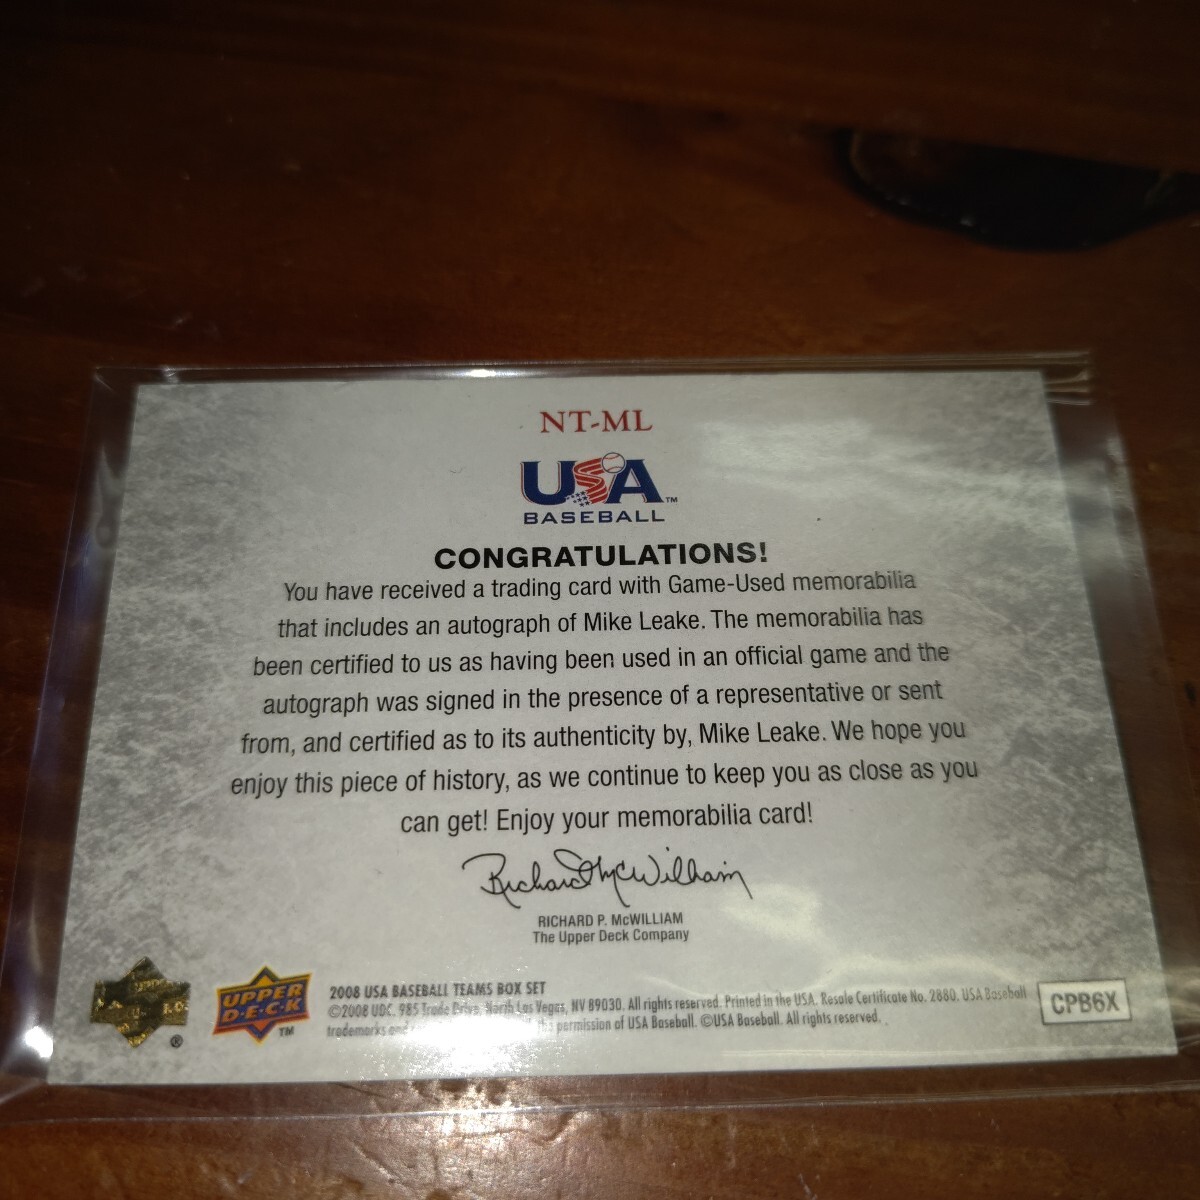 NT-ML
USA™
BASEBALL
CONGRATULATIONS!
You have received a trading card with Game-Used memorabilia
that includes an autograph of Mike Leake. The memorabilia has
been certified to us as having been used in an official game and the
autograph was signed in the presence of a representative or sent
from, and certified as to its authenticity by, Mike Leake. We hope you
enjoy this piece of history, as we continue to keep you as close as you
can get! Enjoy your memorabilia card!
Richard McWilliam
RICHARD P. McWILLIAM
The Upper Deck Company
®
UPPER
D·E·C·K
™
2008 USA BASEBALL TEAMS BOX SET
©2008 UDC. 985 Trade Drive, North Las Vegas, NV 89030. All rights reserved. Printed in the USA. Resale Certificate No. 2880. USA Baseball
trademarks and the permission of USA Baseball. ©USA Baseball. All rights reserved.
CPB6X